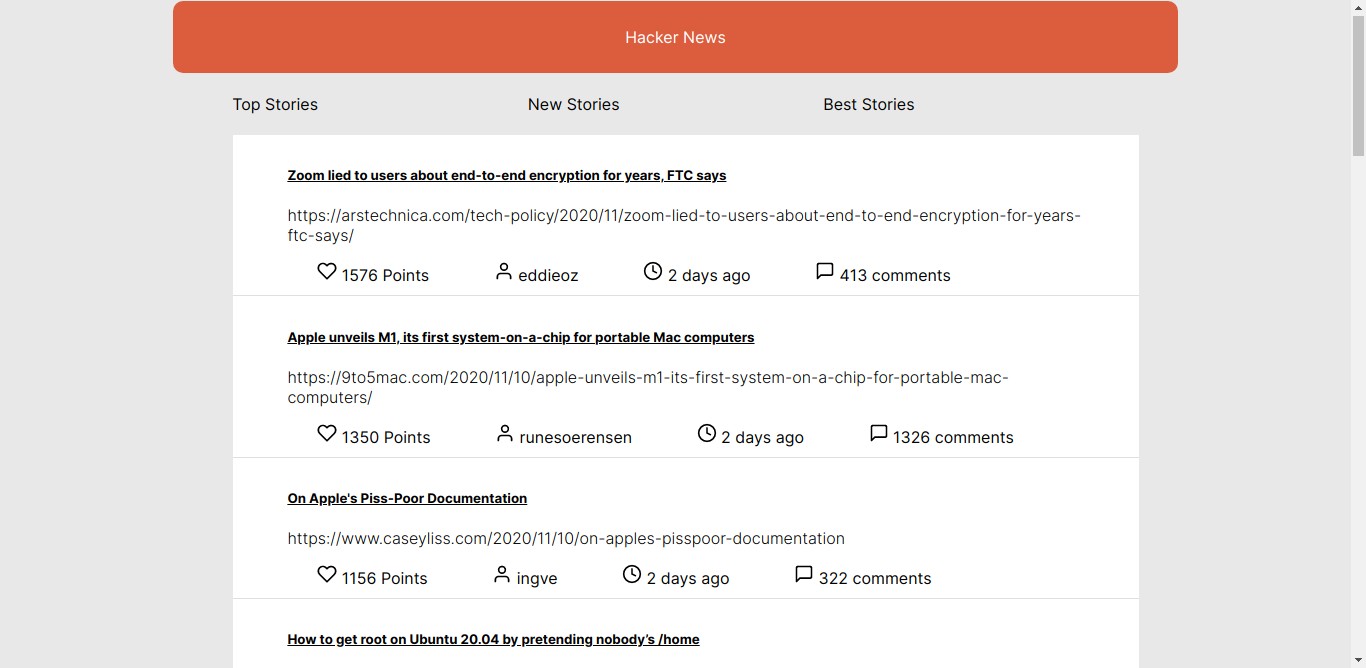 Hacker News
Top Stories New Stories Best Stories
Zoom lied to users about end-to-end encryption for years, FTC says
https://arstechnica.com/tech-policy/2020/11/zoom-lied-to-users-about-end-to-end-encryption-for-years-
ftc-says/
1576 Points eddieoz 2 days ago 413 comments
Apple unveils M1, its first system-on-a-chip for portable Mac computers
https://9to5mac.com/2020/11/10/apple-unveils-m1-its-first-system-on-a-chip-for-portable-mac-
computers/
1350 Points runesoerensen 2 days ago 1326 comments
On Apple's Piss-Poor Documentation
https://www.caseyliss.com/2020/11/10/on-apples-pisspoor-documentation
1156 Points ingve 2 days ago 322 comments
How to get root on Ubuntu 20.04 by pretending nobody’s /home